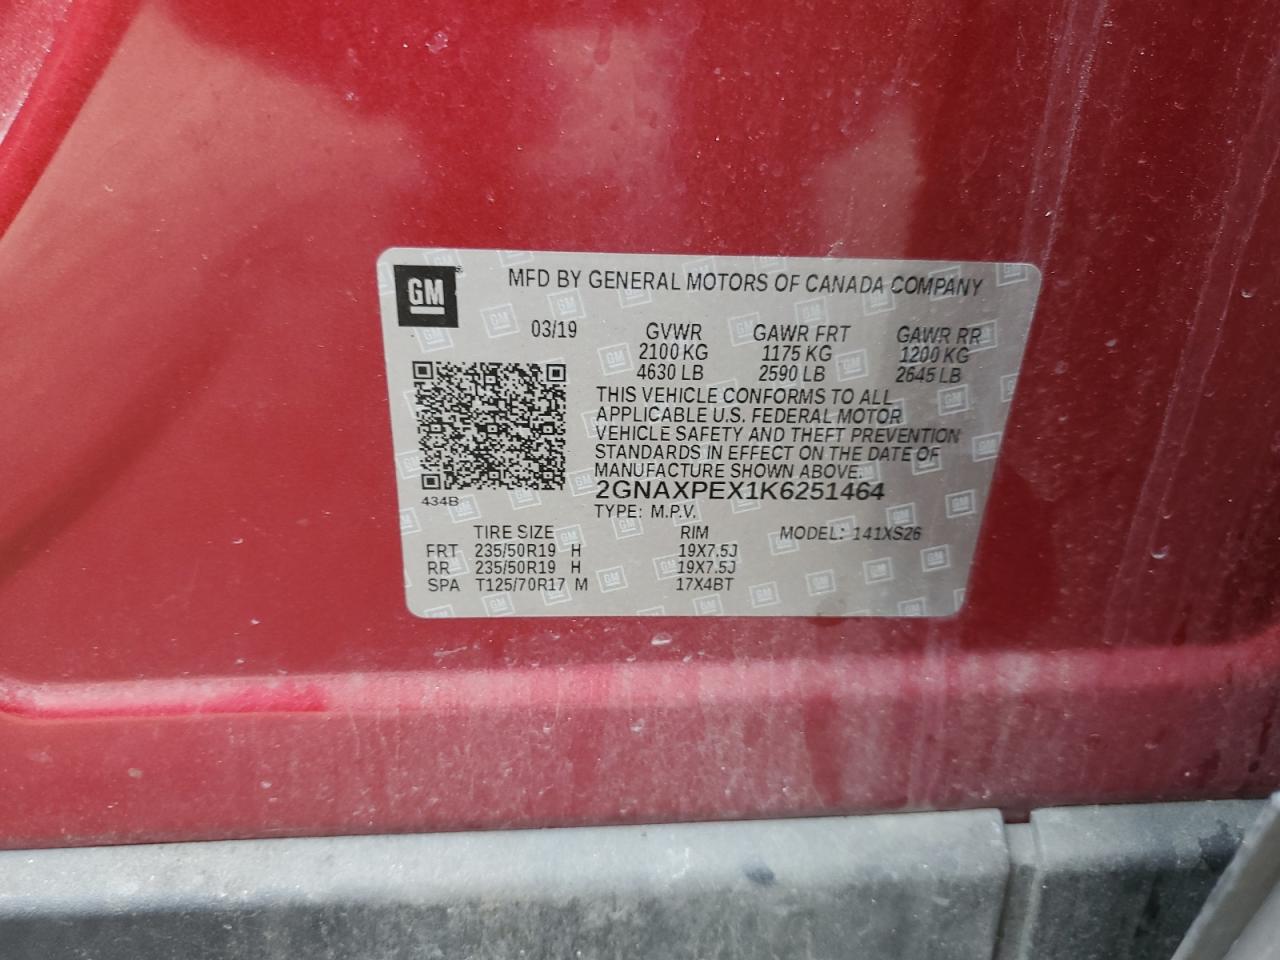 GM
MFD BY GENERAL MOTORS OF CANADA COMPANY
03/19 GVWR GAWR FRT GAWR RR
2100 KG 1175 KG 1200 KG
4630 LB 2590 LB 2645 LB
THIS VEHICLE CONFORMS TO ALL
APPLICABLE U.S. FEDERAL MOTOR
VEHICLE SAFETY AND THEFT PREVENTION
STANDARDS IN EFFECT ON THE DATE OF
MANUFACTURE SHOWN ABOVE.
2GNAXPEX1K6251464
434B
TYPE: M.P.V.
TIRE SIZE RIM MODEL: 141XS26
FRT 235/50R19 H 19X7.5J
RR 235/50R19 H 19X7.5J
SPA T125/70R17 M 17X4BT